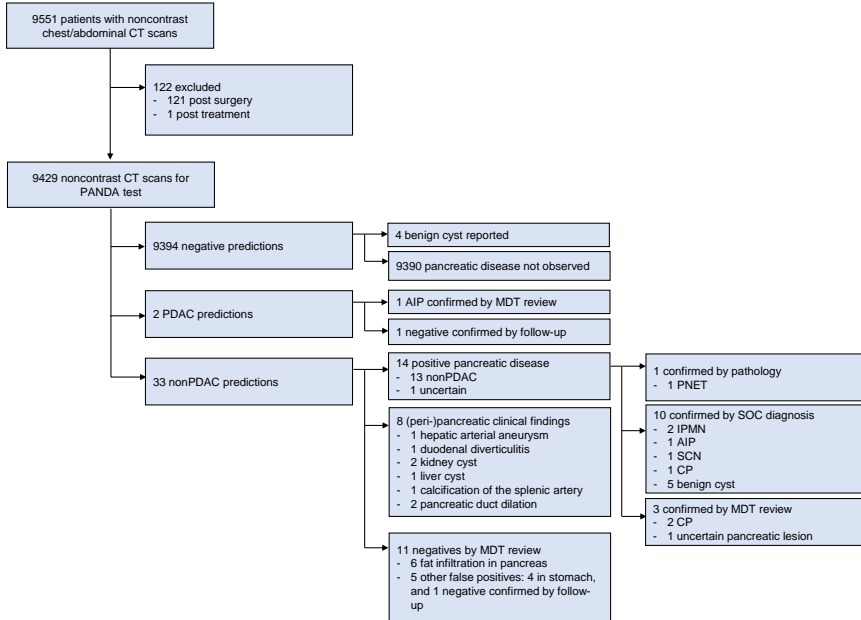 9551 patients with noncontrast
chest/abdominal CT scans
122 excluded
- 121 post surgery
- 1 post treatment
9429 noncontrast CT scans for
PANDA test
9394 negative predictions
4 benign cyst reported
9390 pancreatic disease not observed
2 PDAC predictions
1 AIP confirmed by MDT review
1 negative confirmed by follow-up
33 nonPDAC predictions
14 positive pancreatic disease
- 13 nonPDAC
- 1 uncertain
1 confirmed by pathology
- 1 PNET
10 confirmed by SOC diagnosis
- 2 IPMN
- 1 AIP
- 1 SCN
- 1 CP
- 5 benign cyst
3 confirmed by MDT review
- 2 CP
- 1 uncertain pancreatic lesion
8 (peri-)pancreatic clinical findings
- 1 hepatic arterial aneurysm
- 1 duodenal diverticulitis
- 2 kidney cyst
- 1 liver cyst
- 1 calcification of the splenic artery
- 2 pancreatic duct dilation
11 negatives by MDT review
- 6 fat infiltration in pancreas
- 5 other false positives: 4 in stomach,
and 1 negative confirmed by follow-
up